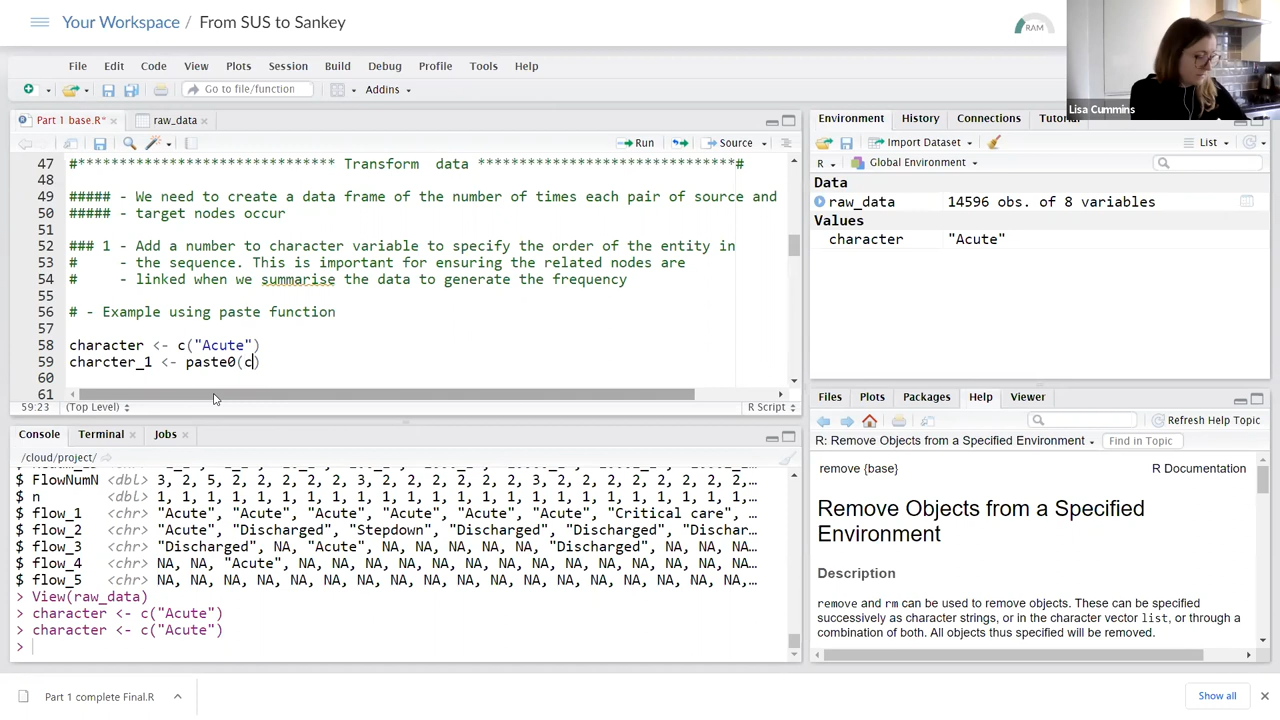 Your Workspace / From SUS to Sankey
RAM
Lisa Cummins
File Edit Code View Plots Session Build Debug Profile Tools Help
Go to file/function Addins
Part 1 base.R* raw_data
Run Source
47 #****************************** Transform data ******************************#
48
49 ##### - We need to create a data frame of the number of times each pair of source and
50 ##### - target nodes occur
51
52 ### 1 - Add a number to character variable to specify the order of the entity in
53 # - the sequence. This is important for ensuring the related nodes are
54 # - linked when we summarise the data to generate the frequency
55
56 # - Example using paste function
57
58 character <- c("Acute")
59 charcter_1 <- paste0(c)
60
61
59:23 (Top Level) R Script
Console Terminal Jobs
/cloud/project/
$ FlowNumN <dbl> 3, 2, 5, 2, 2, 2, 2, 2, 3, 2, 2, 2, 2, 2, 3, 2, 2, 2, 2, 2,…
$ n <dbl> 1, 1, 1, 1, 1, 1, 1, 1, 1, 1, 1, 1, 1, 1, 1, 1, 1, 1, 1, 1,…
$ flow_1 <chr> "Acute", "Acute", "Acute", "Acute", "Acute", "Acute", "Critical care", …
$ flow_2 <chr> "Acute", "Discharged", "Stepdown", "Discharged", "Discharged", "Dischar…
$ flow_3 <chr> "Discharged", NA, "Acute", NA, NA, NA, NA, NA, "Discharged", NA, NA, NA…
$ flow_4 <chr> NA, NA, "Acute", NA, NA, NA, NA, NA, NA, NA, NA, NA, NA, NA, NA, NA, NA…
$ flow_5 <chr> NA, NA, NA, NA, NA, NA, NA, NA, NA, NA, NA, NA, NA, NA, NA, NA, NA, NA,…
> View(raw_data)
> character <- c("Acute")
> character <- c("Acute")
>
Environment History Connections Tutorial
Import Dataset List
R Global Environment
Data
raw_data 14596 obs. of 8 variables
Values
character "Acute"
Files Plots Packages Help Viewer
Refresh Help Topic
R: Remove Objects from a Specified Environment Find in Topic
remove {base} R Documentation
Remove Objects from a Specified
Environment
Description
remove and rm can be used to remove objects. These can be specified
successively as character strings, or in the character vector list, or through a
combination of both. All objects thus specified will be removed.
Part 1 complete Final.R
Show all